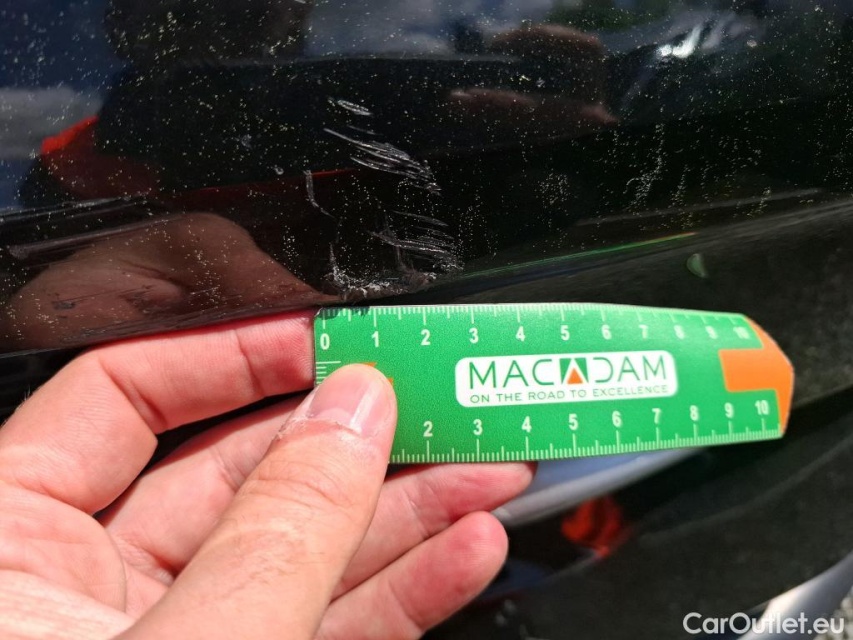 0 1 2 3 4 5 6 7 8 9 10
MACADAM
ON THE ROAD TO EXCELLENCE
2 3 4 5 6 7 8 9 10
CarOutlet.eu